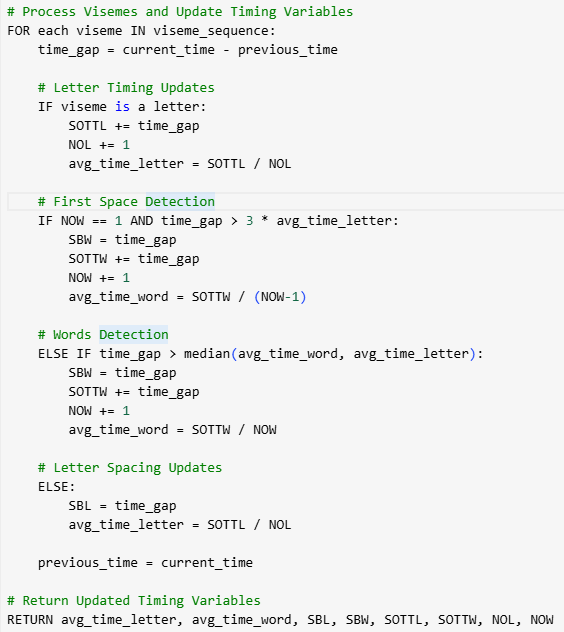 # Process Visemes and Update Timing Variables
FOR each viseme IN viseme_sequence:
    time_gap = current_time - previous_time

    # Letter Timing Updates
    IF viseme is a letter:
        SOTTL += time_gap
        NOL += 1
        avg_time_letter = SOTTL / NOL

    # First Space Detection
    IF NOW == 1 AND time_gap > 3 * avg_time_letter:
        SBW = time_gap
        SOTTW += time_gap
        NOW += 1
        avg_time_word = SOTTW / (NOW-1)

    # Words Detection
    ELSE IF time_gap > median(avg_time_word, avg_time_letter):
        SBW = time_gap
        SOTTW += time_gap
        NOW += 1
        avg_time_word = SOTTW / NOW

    # Letter Spacing Updates
    ELSE:
        SBL = time_gap
        avg_time_letter = SOTTL / NOL

    previous_time = current_time

# Return Updated Timing Variables
RETURN avg_time_letter, avg_time_word, SBL, SBW, SOTTL, SOTTW, NOL, NOW